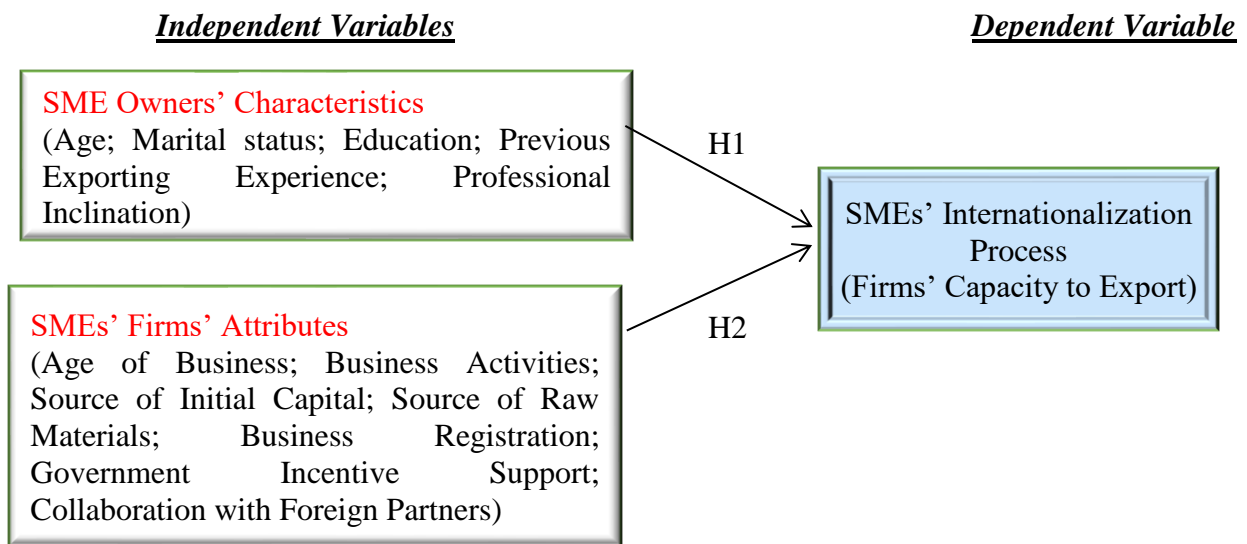 Independent Variables
Dependent Variable
SME Owners’ Characteristics
(Age; Marital status; Education; Previous
Exporting Experience; Professional
Inclination)
H1
SMEs’ Internationalization
Process
(Firms’ Capacity to Export)
SMEs’ Firms’ Attributes
(Age of Business; Business Activities;
Source of Initial Capital; Source of Raw
Materials; Business Registration;
Government Incentive Support;
Collaboration with Foreign Partners)
H2